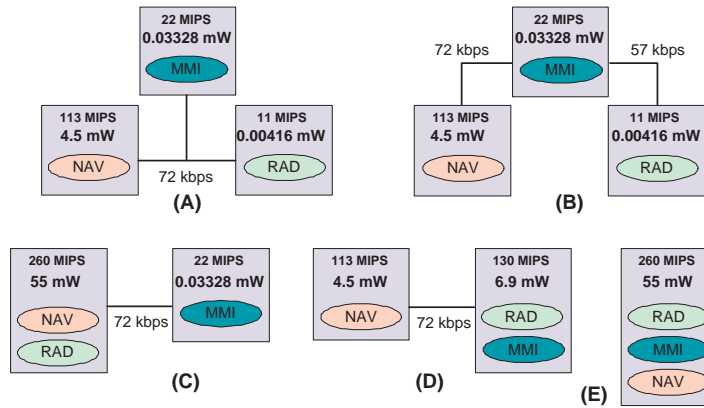 22 MIPS
0.03328 mW
MMI
113 MIPS
4.5 mW
NAV
11 MIPS
0.00416 mW
RAD
72 kbps
(A)
22 MIPS
0.03328 mW
MMI
72 kbps
57 kbps
113 MIPS
4.5 mW
NAV
11 MIPS
0.00416 mW
RAD
(B)
260 MIPS
55 mW
NAV
RAD
72 kbps
22 MIPS
0.03328 mW
MMI
(C)
113 MIPS
4.5 mW
NAV
72 kbps
130 MIPS
6.9 mW
RAD
MMI
(D)
260 MIPS
55 mW
RAD
MMI
NAV
(E)